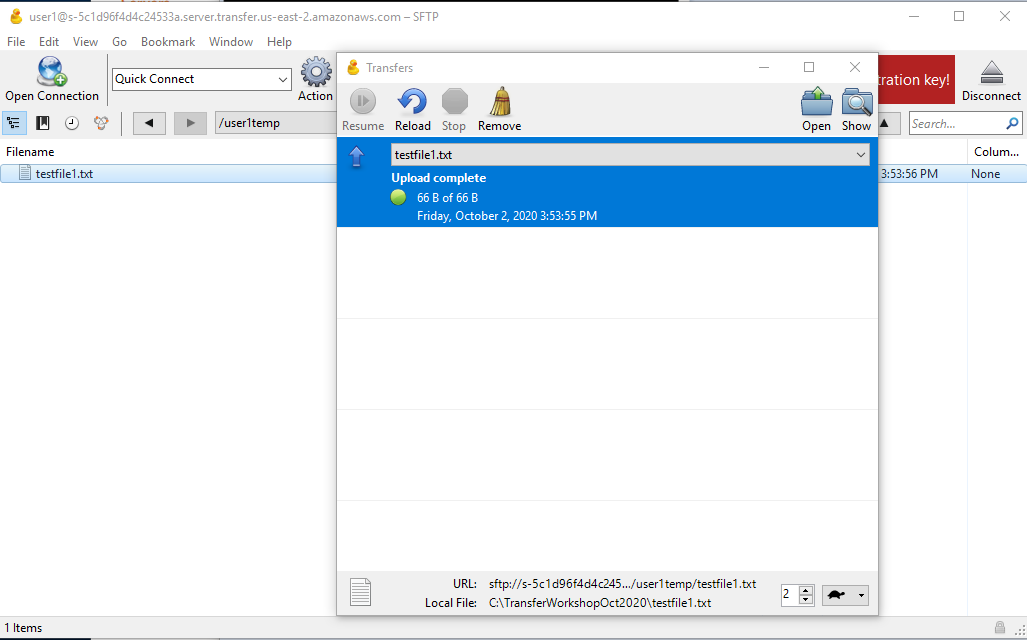 user1@s-5c1d96f4d4c24533a.server.transfer.us-east-2.amazonaws.com – SFTP
File Edit View Go Bookmark Window Help
Open Connection
Quick Connect
Action
tration key!
Disconnect
/user1temp
Search...
Filename
Colum...
testfile1.txt
3:53:56 PM
None
Transfers
Resume Reload Stop Remove Open Show
testfile1.txt
Upload complete
66 B of 66 B
Friday, October 2, 2020 3:53:55 PM
URL: sftp://s-5c1d96f4d4c245.../user1temp/testfile1.txt
Local File: C:\TransferWorkshopOct2020\testfile1.txt
2
1 Items